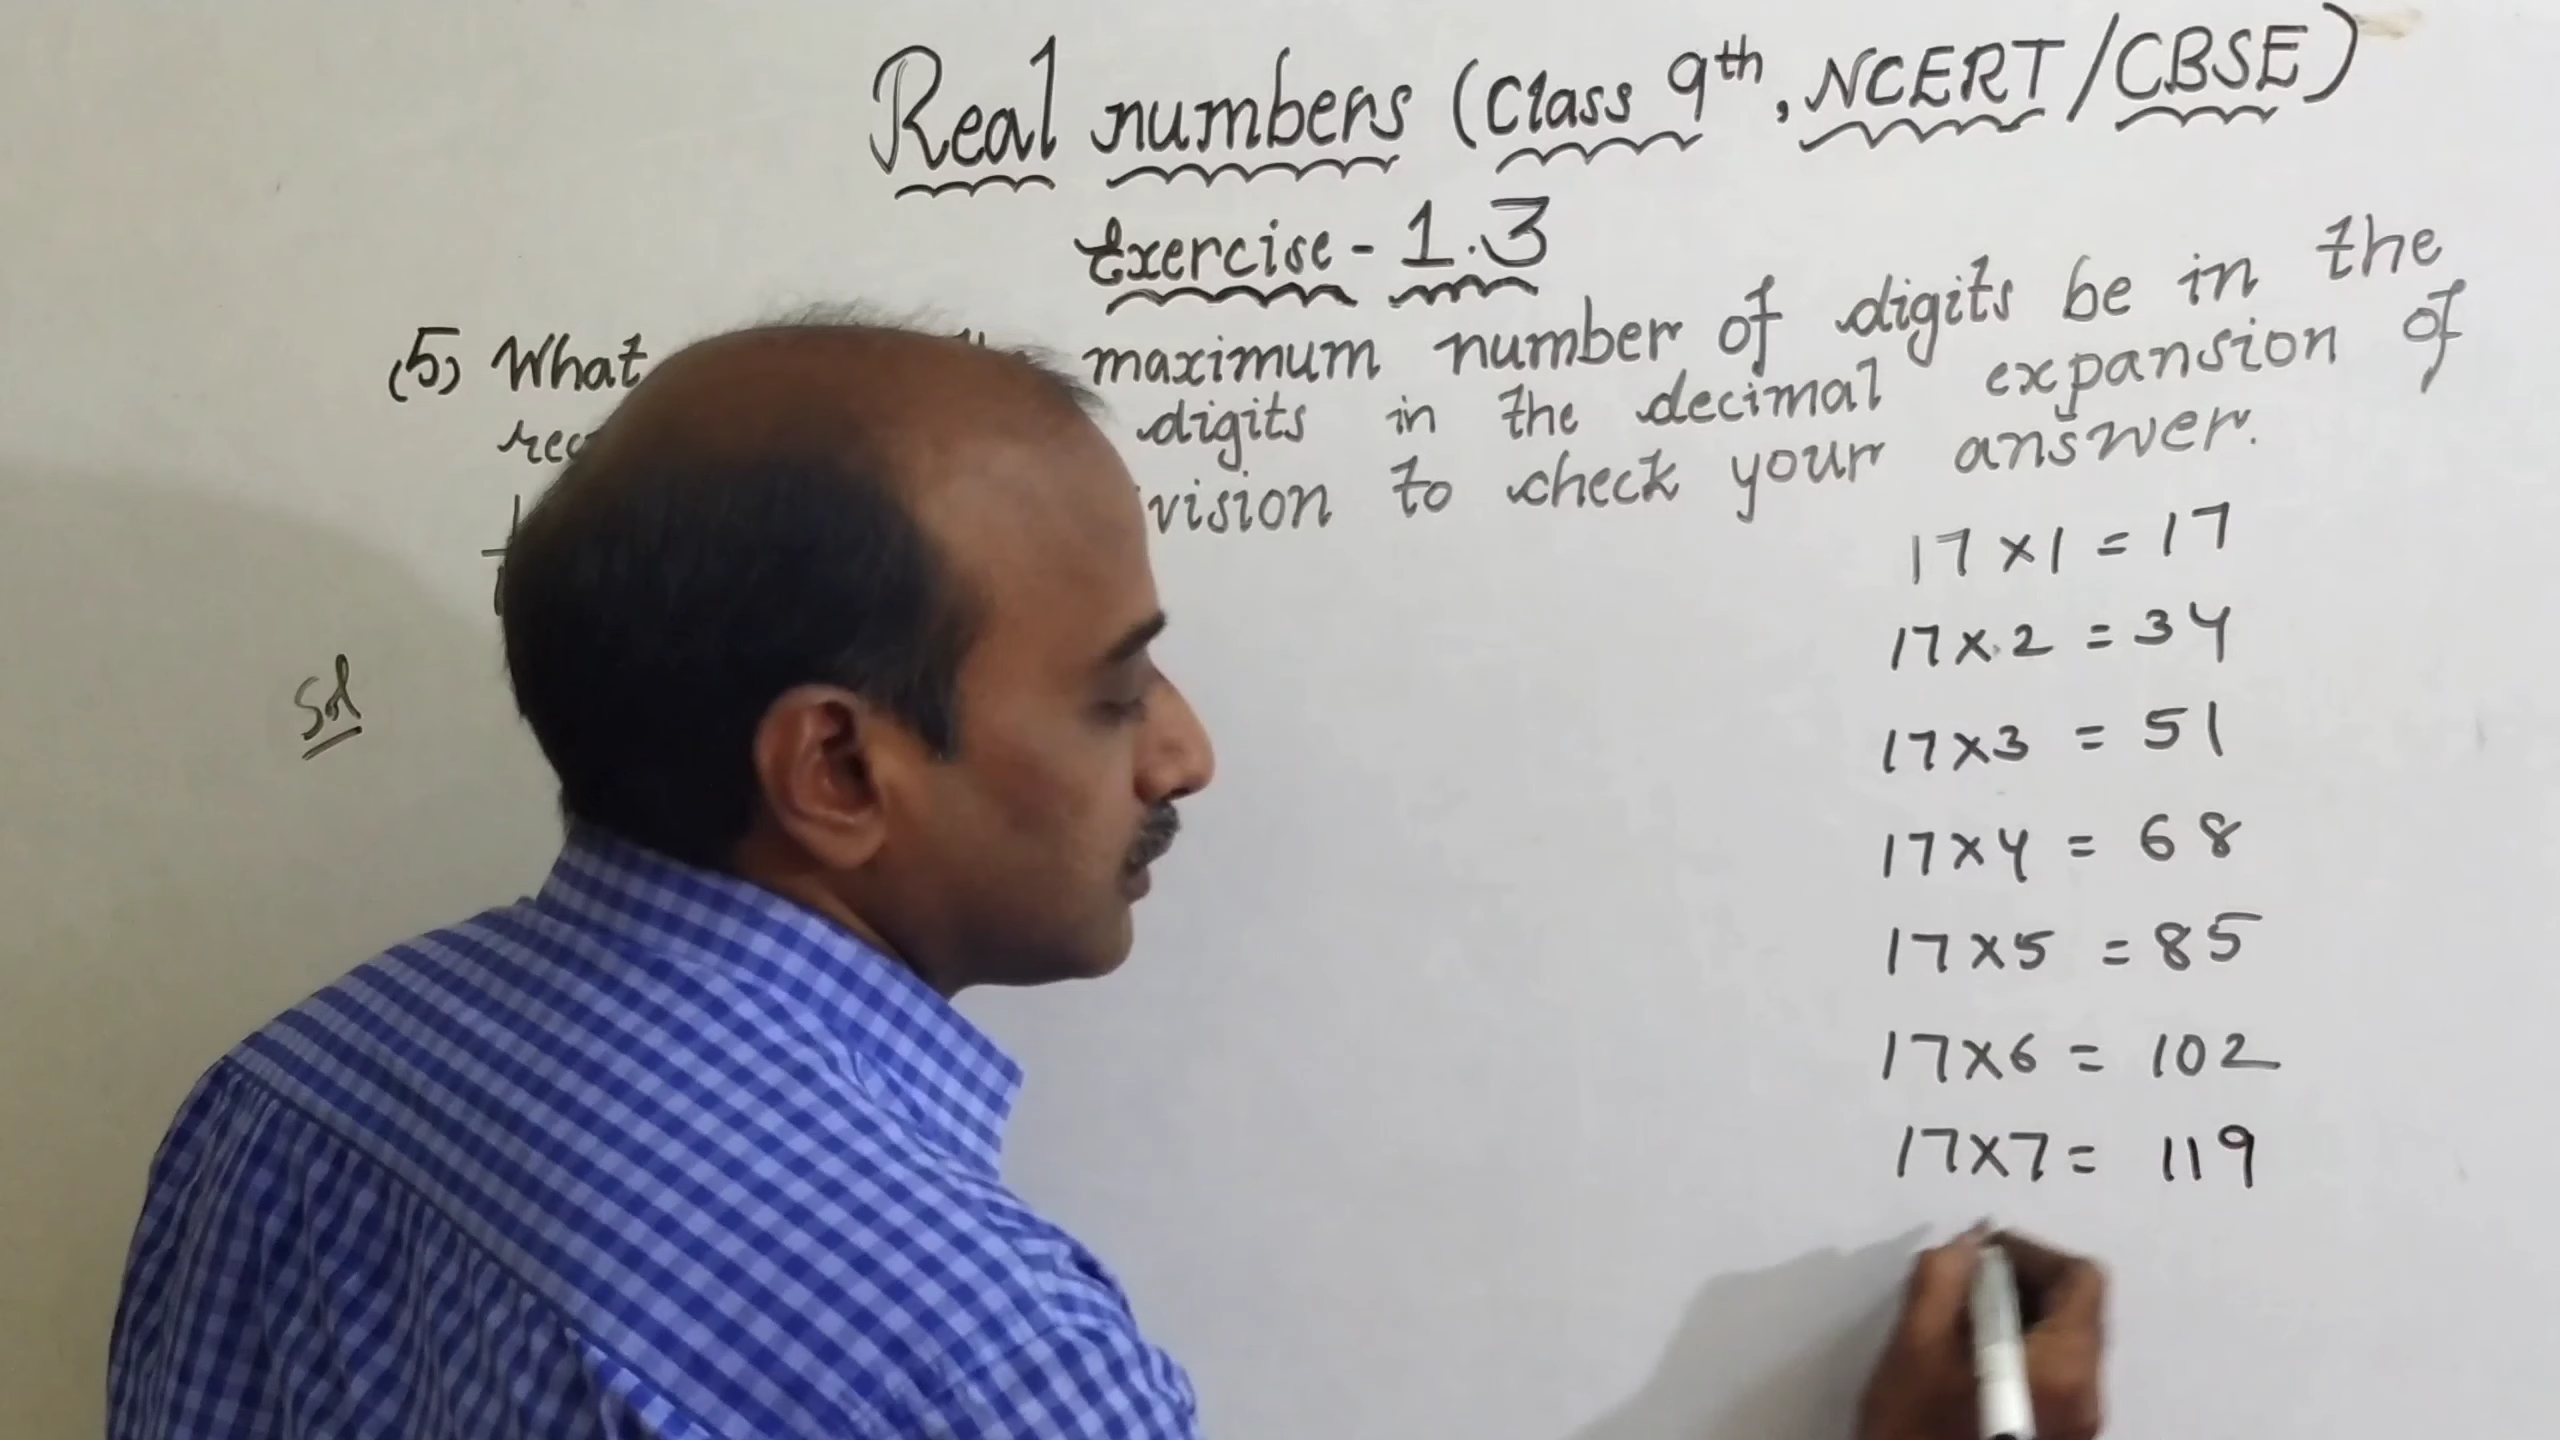 Real numbers (Class 9th, NCERT/CBSE)
Exercise - 1.3
(5) What maximum number of digits be in the
digits in the decimal expansion of
to check your answer.
17 × 1 = 17
17 × 2 = 34
17 × 3 = 51
17 × 4 = 68
17 × 5 = 85
17 × 6 = 102
17 × 7 = 119
Sol